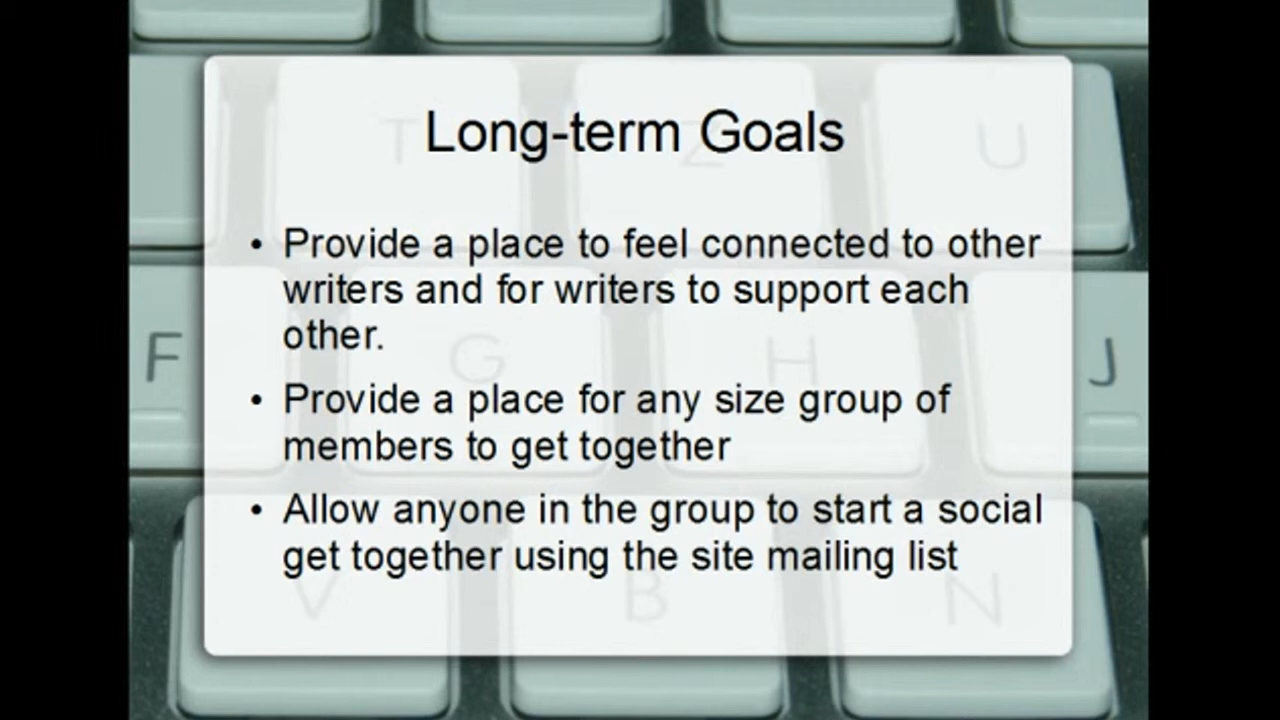 Long-term Goals
• Provide a place to feel connected to other
writers and for writers to support each
other.
• Provide a place for any size group of
members to get together
• Allow anyone in the group to start a social
get together using the site mailing list
T
Z
U
F
G
H
J
V
B
N